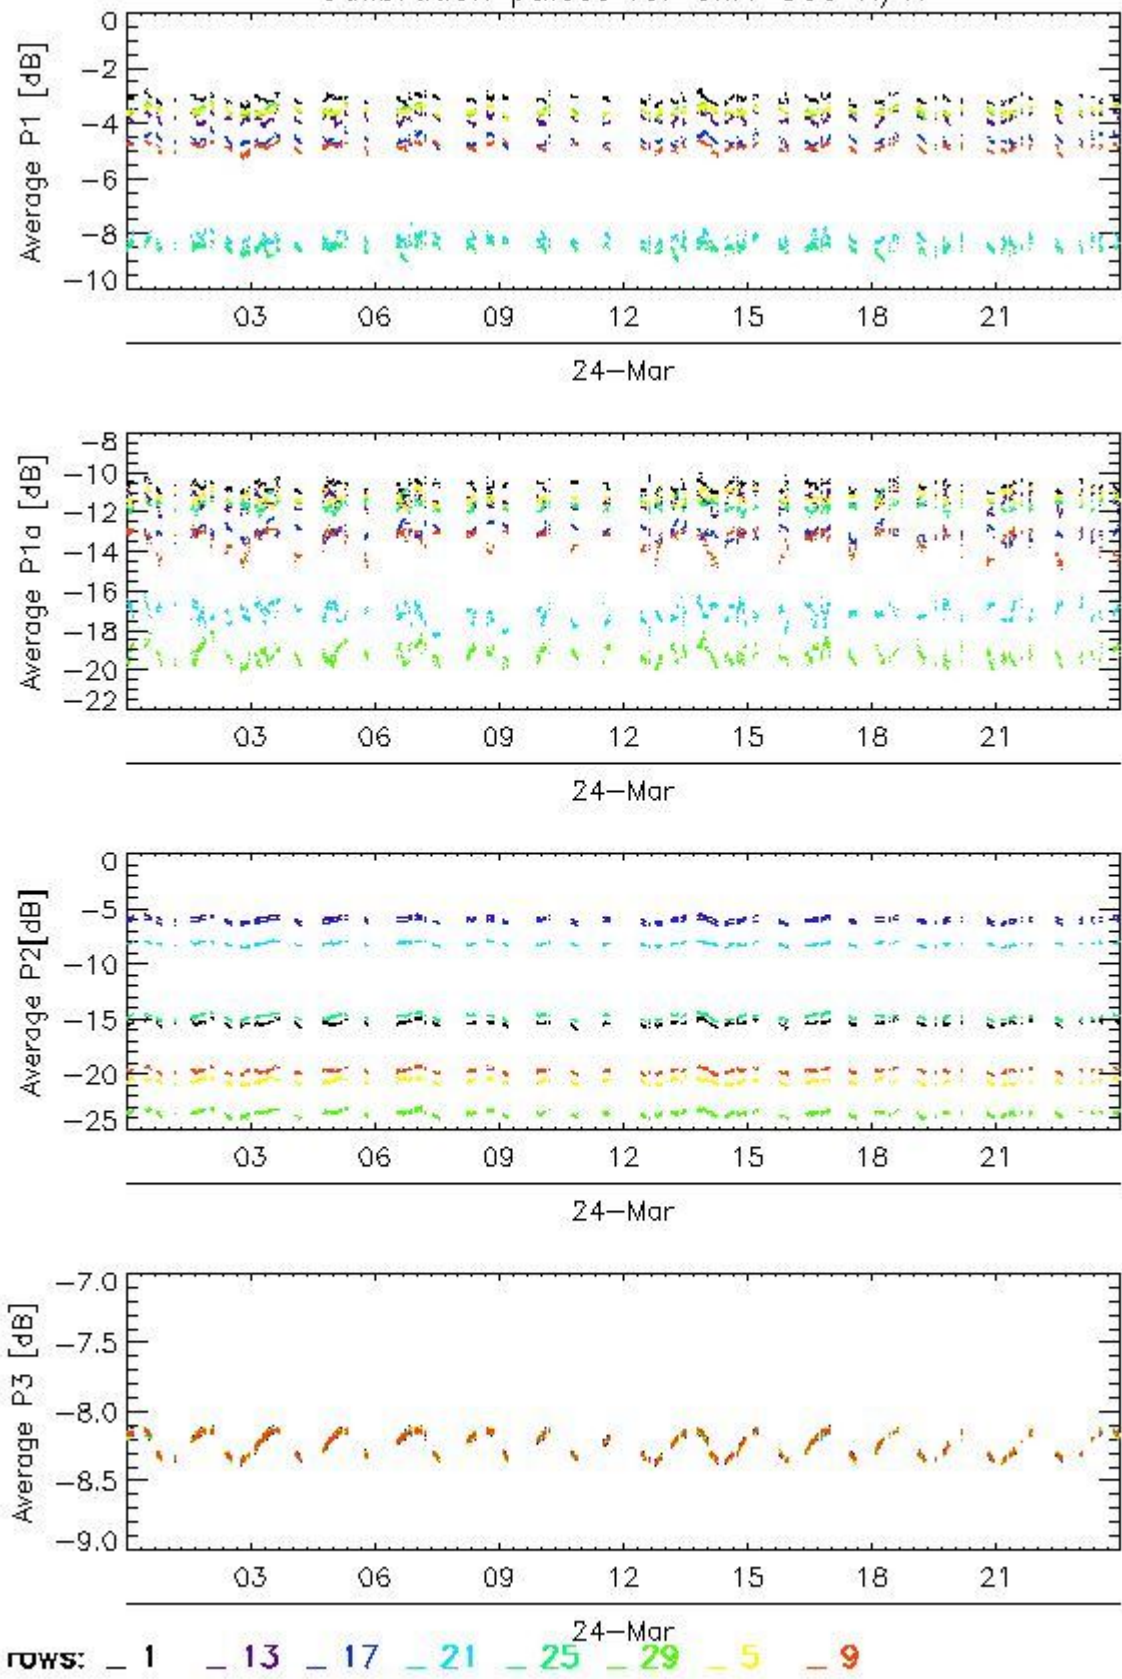 0
−2
−4
−6
−8
−10
Average P1 [dB]
03 06 09 12 15 18 21
24−Mar
−8
−10
−12
−14
−16
−18
−20
−22
Average P1a [dB]
03 06 09 12 15 18 21
24−Mar
0
−5
−10
−15
−20
−25
Average P2[dB]
03 06 09 12 15 18 21
24−Mar
−7.0
−7.5
−8.0
−8.5
−9.0
Average P3 [dB]
03 06 09 12 15 18 21
24−Mar
rows: _ 1 _ 13 _ 17 _ 21 _ 25 _ 29 _ 5 _ 9